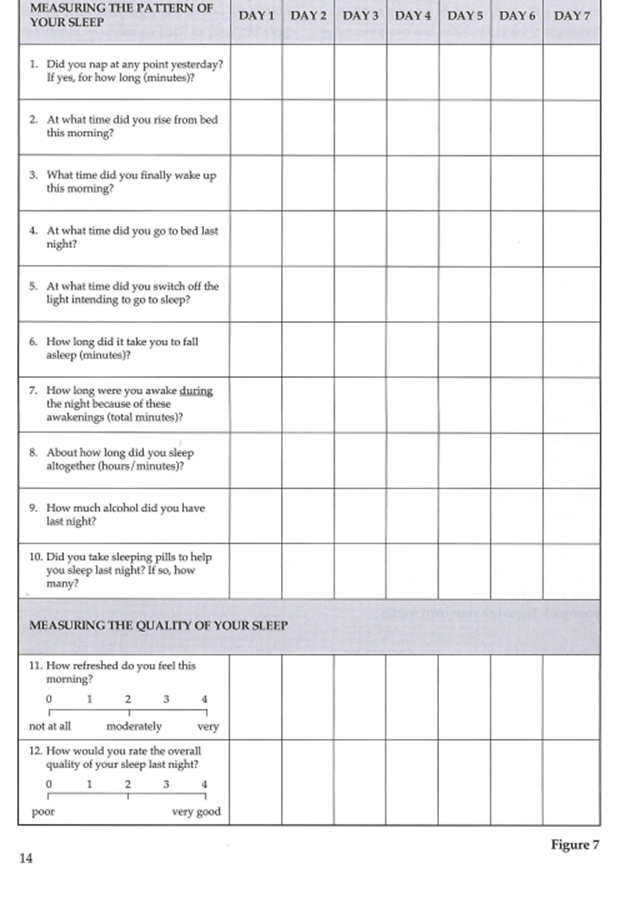 MEASURING THE PATTERN OF
YOUR SLEEP
DAY 1 DAY 2 DAY 3 DAY 4 DAY 5 DAY 6 DAY 7
1. Did you nap at any point yesterday?
If yes, for how long (minutes)?
2. At what time did you rise from bed
this morning?
3. What time did you finally wake up
this morning?
4. At what time did you go to bed last
night?
5. At what time did you switch off the
light intending to go to sleep?
6. How long did it take you to fall
asleep (minutes)?
7. How long were you awake during
the night because of these
awakenings (total minutes)?
8. About how long did you sleep
altogether (hours/minutes)?
9. How much alcohol did you have
last night?
10. Did you take sleeping pills to help
you sleep last night? If so, how
many?
MEASURING THE QUALITY OF YOUR SLEEP
11. How refreshed do you feel this
morning?
0 1 2 3 4
not at all moderately very
12. How would you rate the overall
quality of your sleep last night?
0 1 2 3 4
poor very good
Figure 7
14